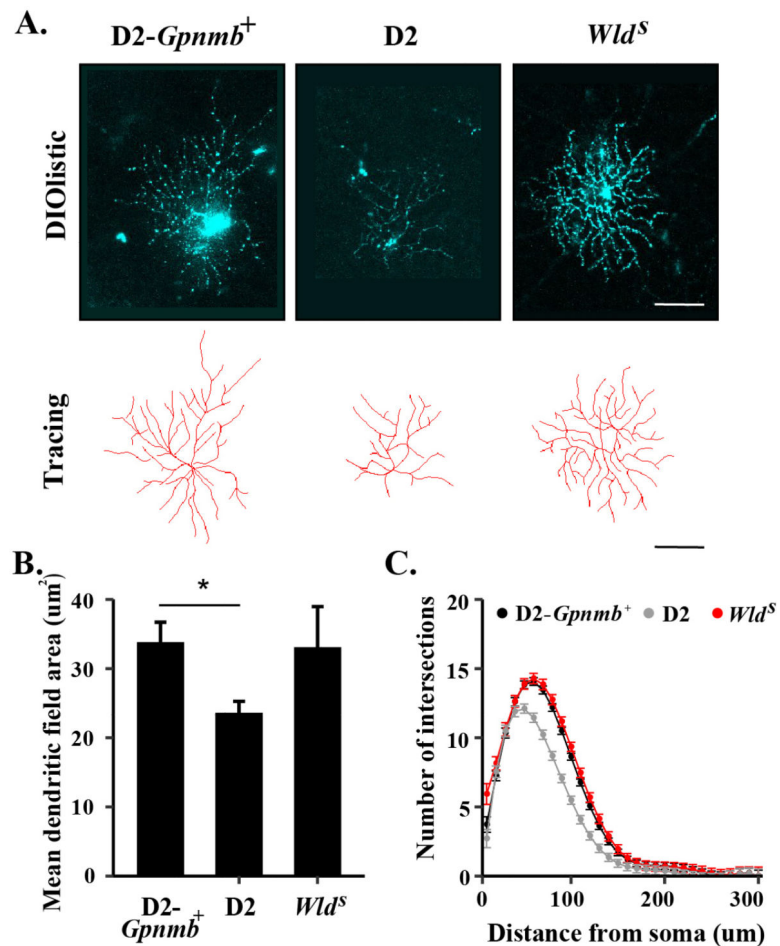 A.
D2-Gpnmb⁺ D2 Wldˢ
DIOlistic
Tracing
B.
Mean dendritic field area (um²)
40
30
20
10
0
D2-
Gpnmb⁺ D2 Wldˢ
*
C.
Number of intersections
20
15
10
5
0
D2-Gpnmb⁺ D2 Wldˢ
0 100 200 300
Distance from soma (um)